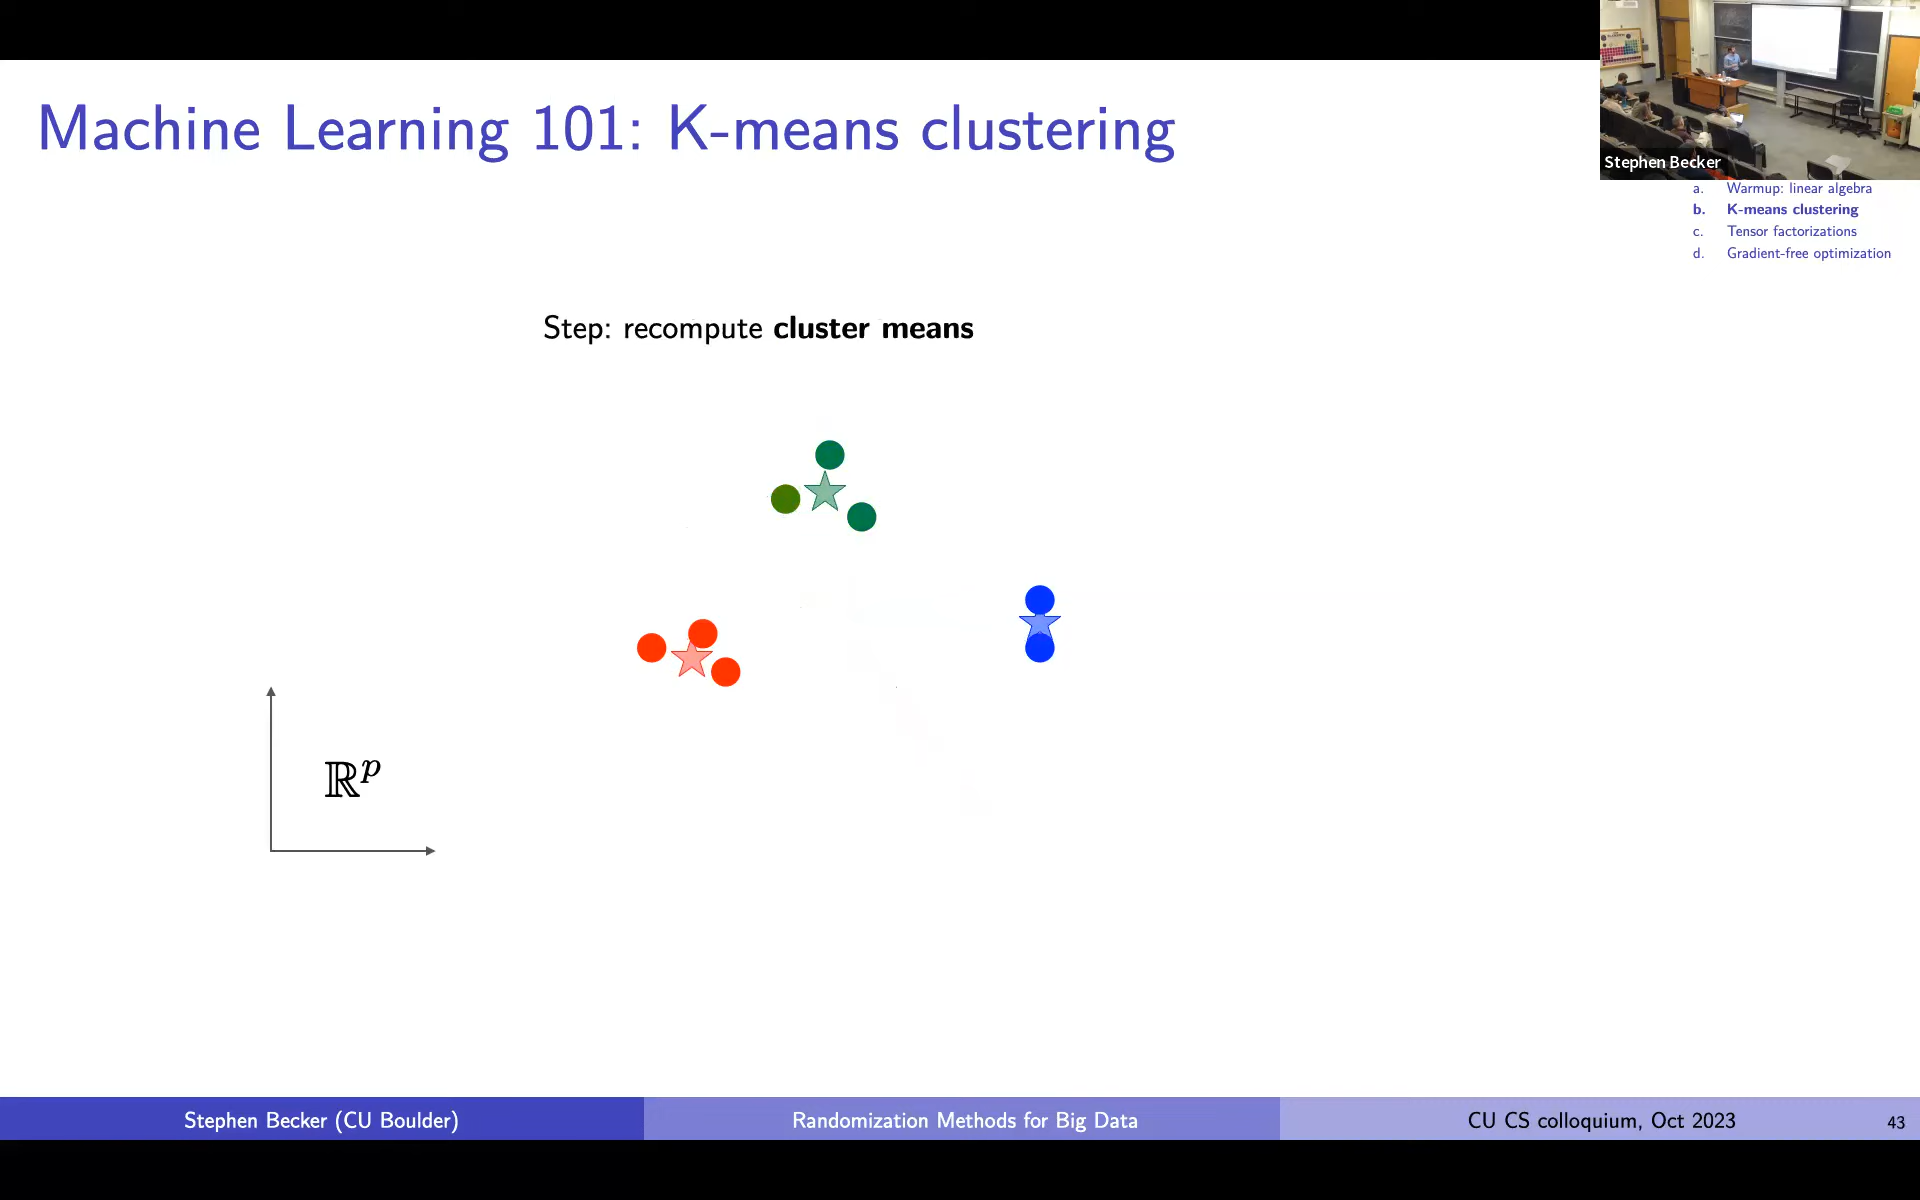 Machine Learning 101: K-means clustering
Stephen Becker
a. Warmup: linear algebra
b. K-means clustering
c. Tensor factorizations
d. Gradient-free optimization
Step: recompute cluster means
ℝᵖ
Stephen Becker (CU Boulder)
Randomization Methods for Big Data
CU CS colloquium, Oct 2023
43